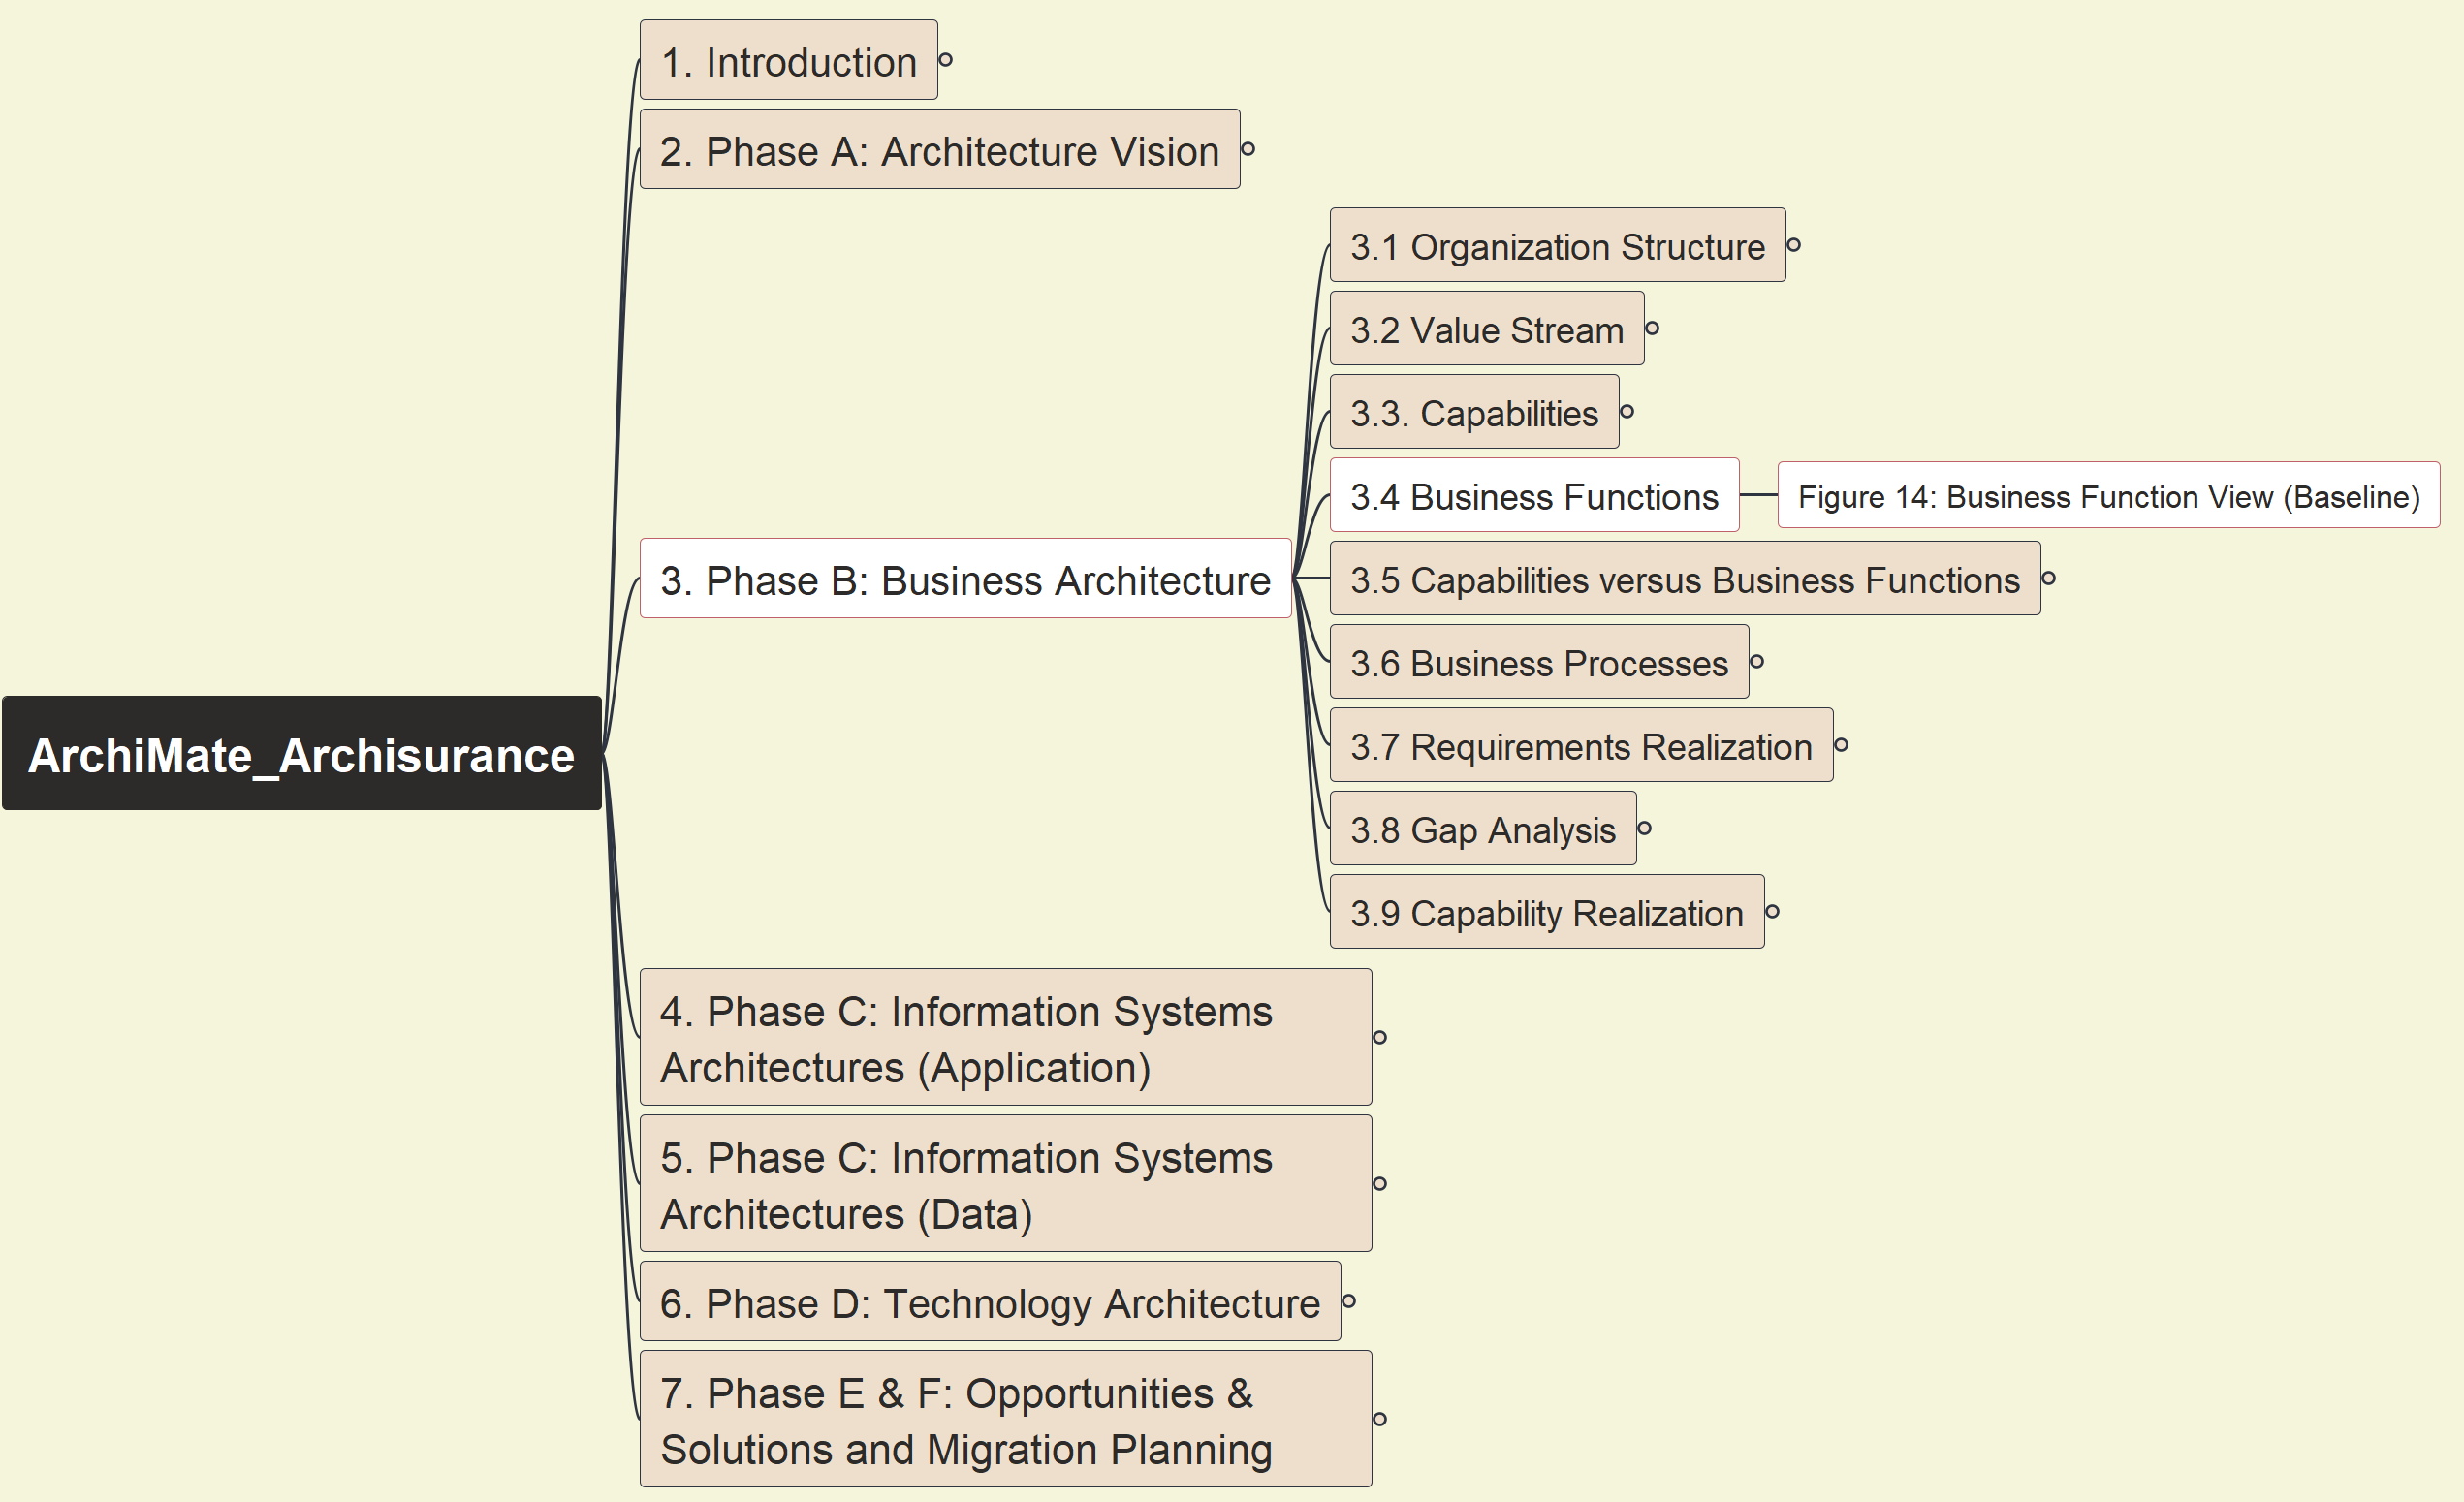 ArchiMate_Archisurance
1. Introduction
2. Phase A: Architecture Vision
3. Phase B: Business Architecture
3.1 Organization Structure
3.2 Value Stream
3.3. Capabilities
3.4 Business Functions
Figure 14: Business Function View (Baseline)
3.5 Capabilities versus Business Functions
3.6 Business Processes
3.7 Requirements Realization
3.8 Gap Analysis
3.9 Capability Realization
4. Phase C: Information Systems
Architectures (Application)
5. Phase C: Information Systems
Architectures (Data)
6. Phase D: Technology Architecture
7. Phase E & F: Opportunities &
Solutions and Migration Planning